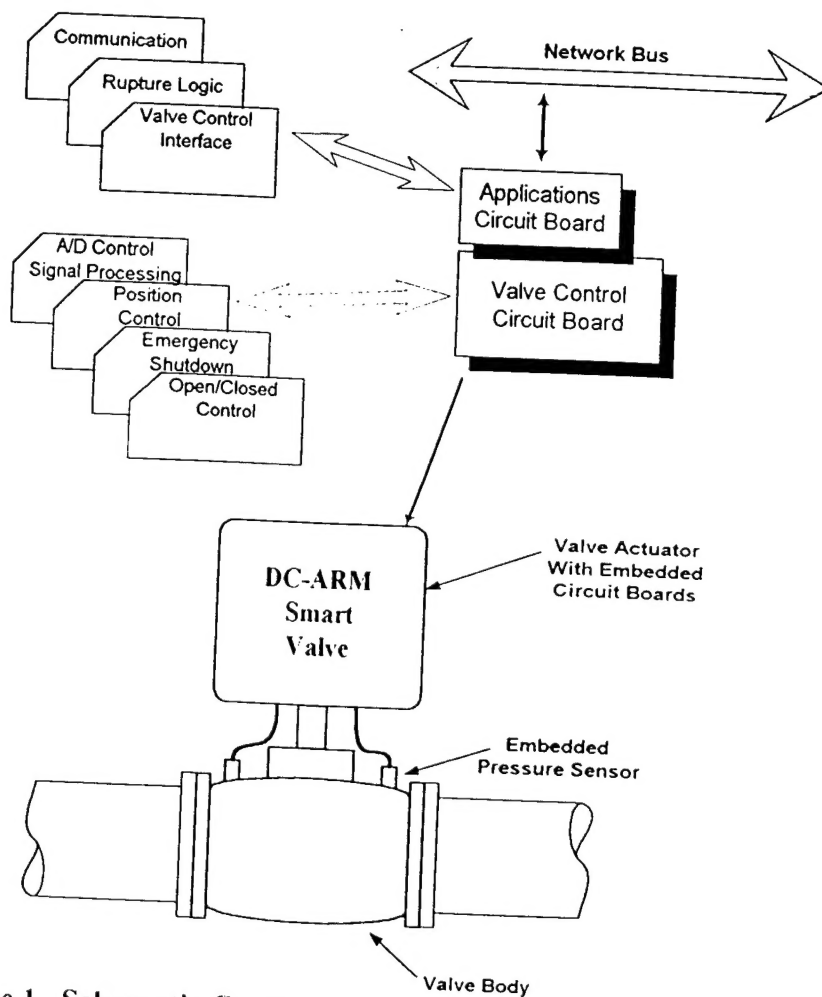 Communication
Rupture Logic
Valve Control
Interface
Network Bus
Applications
Circuit Board
A/D Control
Signal Processing
Position
Control
Emergency
Shutdown
Open/Closed
Control
Valve Control
Circuit Board
DC-ARM
Smart
Valve
Valve Actuator
With Embedded
Circuit Boards
Embedded
Pressure Sensor
Valve Body